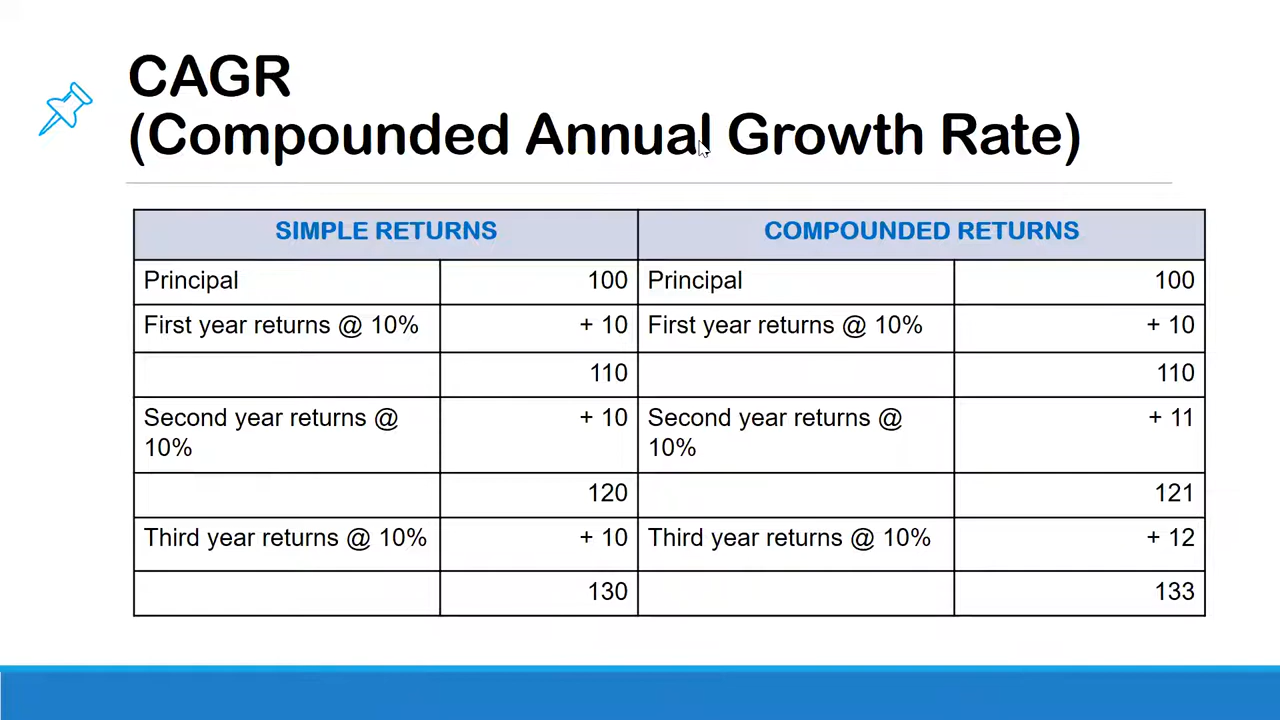 CAGR
(Compounded Annual Growth Rate)
SIMPLE RETURNS COMPOUNDED RETURNS
Principal 100 Principal 100
First year returns @ 10% + 10 First year returns @ 10% + 10
110 110
Second year returns @ 10% + 10 Second year returns @ 10% + 11
120 121
Third year returns @ 10% + 10 Third year returns @ 10% + 12
130 133